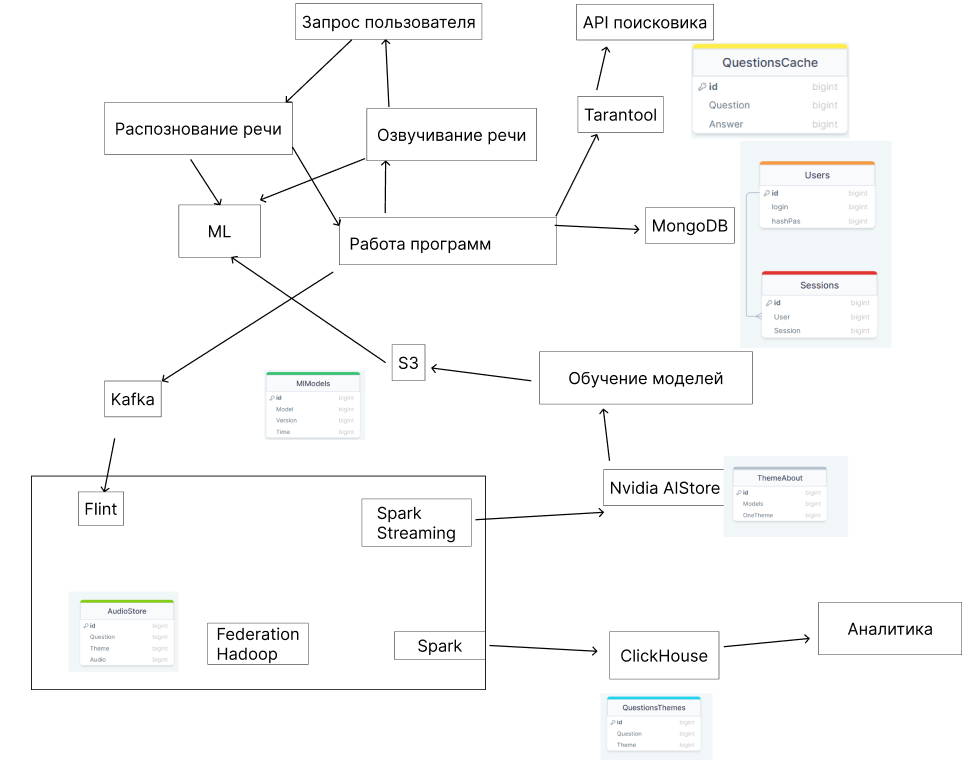 Запрос пользователя
API поисковика
QuestionsCache
id bigint
Question bigint
Answer bigint
Распознование речи
Озвучивание речи
Tarantool
Users
id bigint
login bigint
hashPas bigint
ML
Работа программ
MongoDB
Sessions
id bigint
User bigint
Session bigint
S3
Обучение моделей
Kafka
MlModels
id bigint
Model bigint
Version bigint
Time bigint
Flint
Spark
Streaming
Nvidia AIStore
ThemeAbout
id bigint
Models bigint
OneTheme bigint
AudioStore
id bigint
Question bigint
Theme bigint
Audio bigint
Federation
Hadoop
Spark
ClickHouse
Аналитика
QuestionsThemes
id bigint
Question bigint
Theme bigint